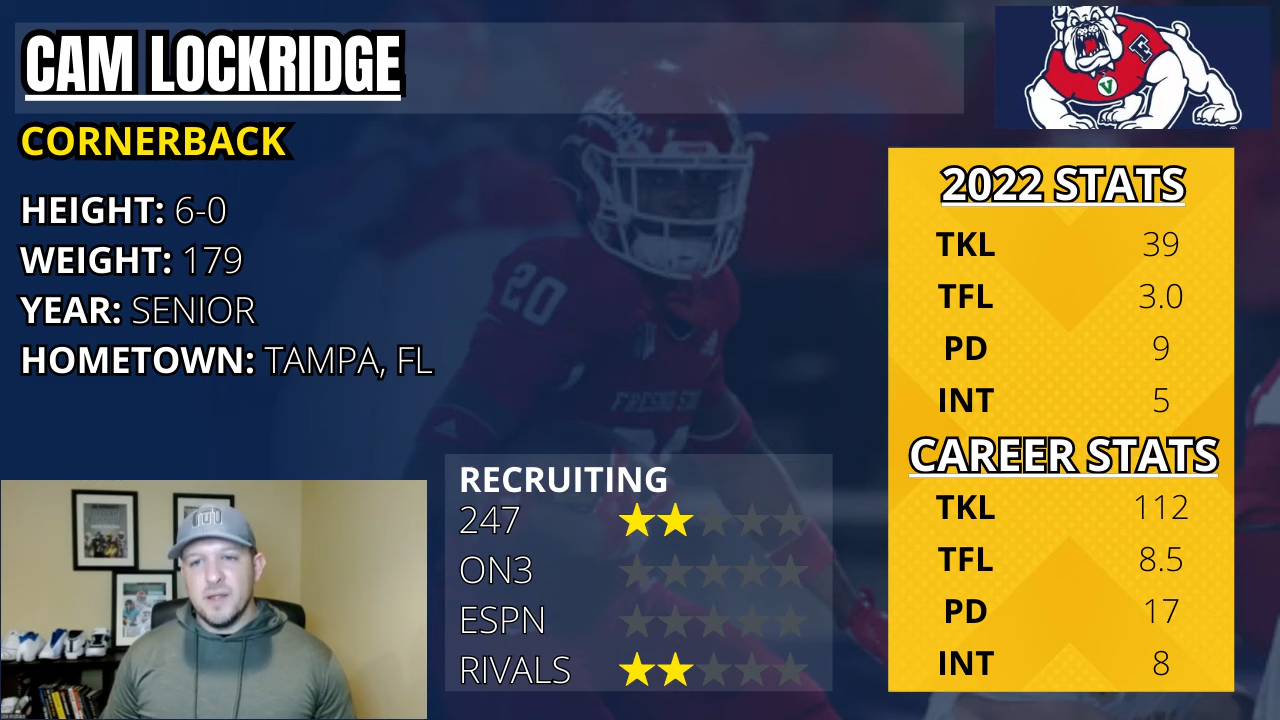 CAM LOCKRIDGE
CORNERBACK
HEIGHT: 6-0
WEIGHT: 179
YEAR: SENIOR
HOMETOWN: TAMPA, FL
F
V
20
FRESNO
RECRUITING
247
ON3
ESPN
RIVALS
2022 STATS
TKL 39
TFL 3.0
PD 9
INT 5
CAREER STATS
TKL 112
TFL 8.5
PD 17
INT 8